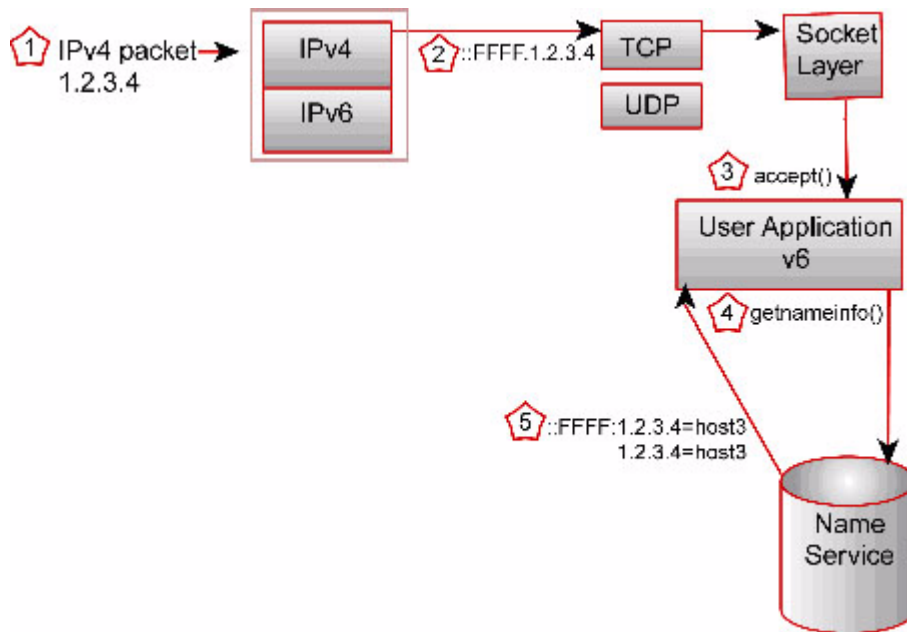 1 IPv4 packet
1.2.3.4
IPv4
IPv6
2 ::FFFF.1.2.3.4
TCP
UDP
Socket
Layer
3 accept()
User Application
v6
4 getnameinfo()
5 ::FFFF:1.2.3.4=host3
1.2.3.4=host3
Name
Service